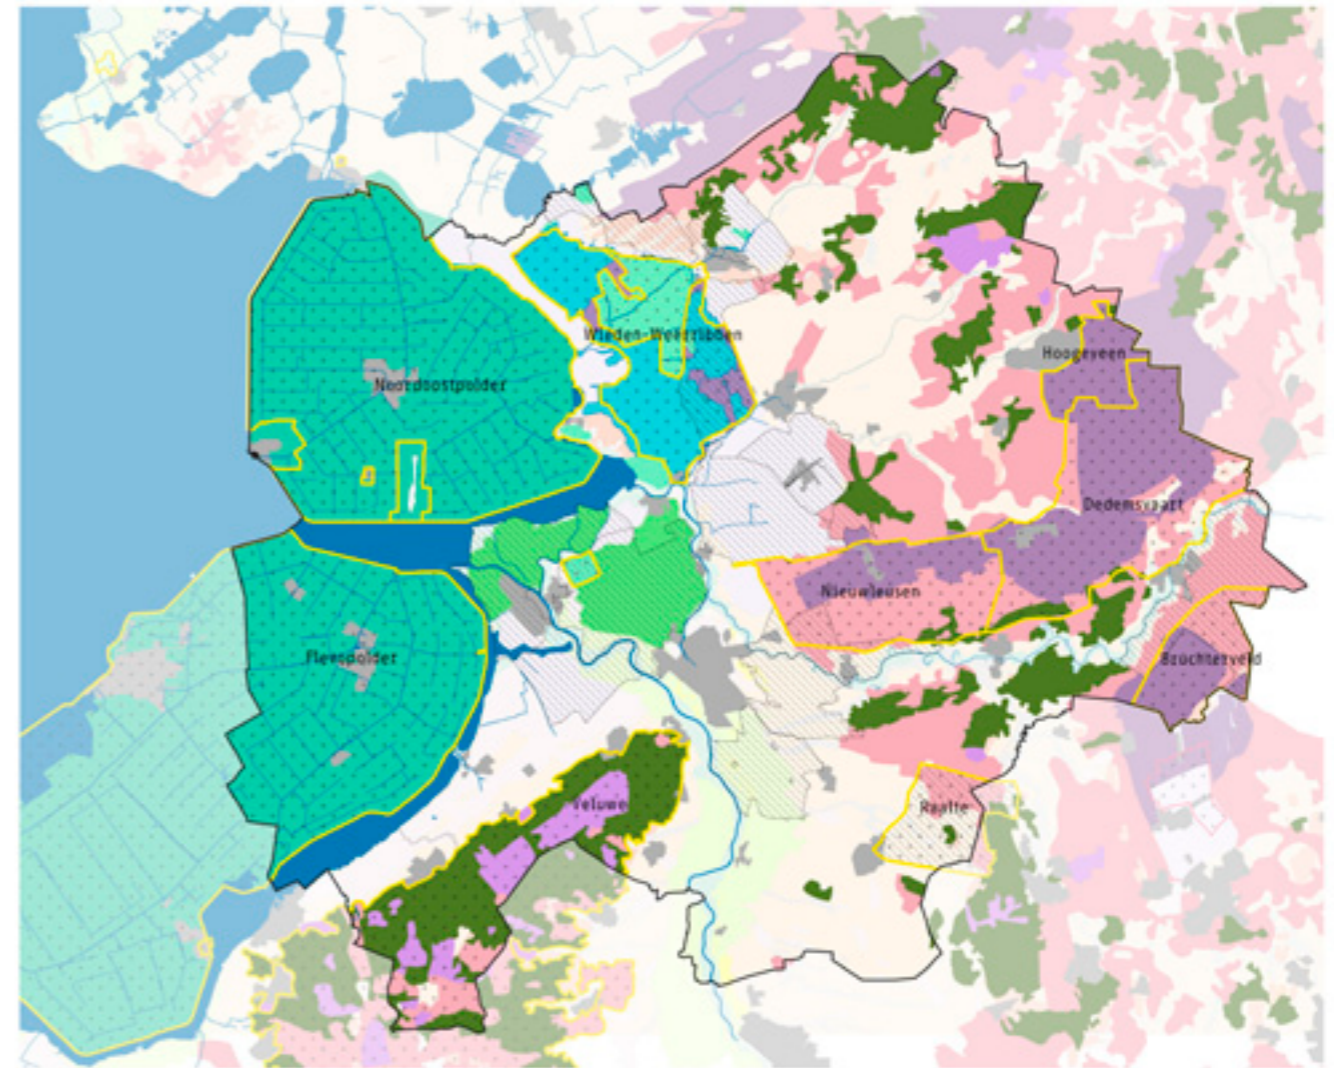 Wieden-Weerribben
Hoogeveen
Noordoostpolder
Dedemsvaart
Nieuwleusen
Flevopolder
Bruchterveld
Veluwe
Raalte